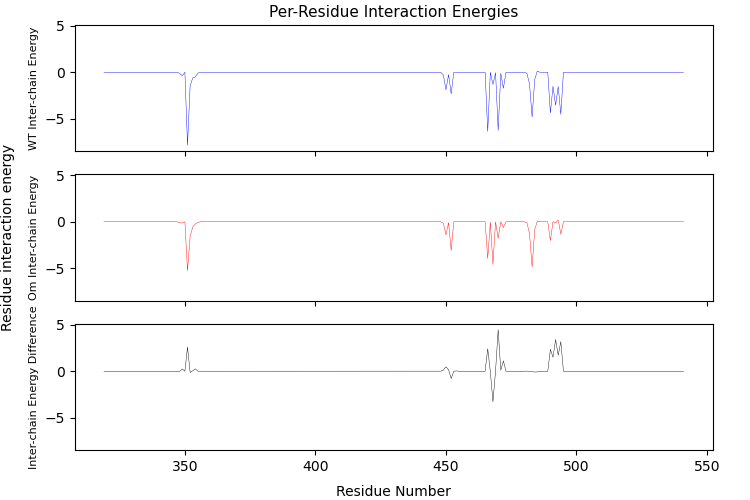 Per-Residue Interaction Energies
Residue interaction energy
WT Inter-chain Energy
5
0
−5
Om Inter-chain Energy
5
0
−5
Inter-chain Energy Difference
5
0
−5
350
400
450
500
550
Residue Number